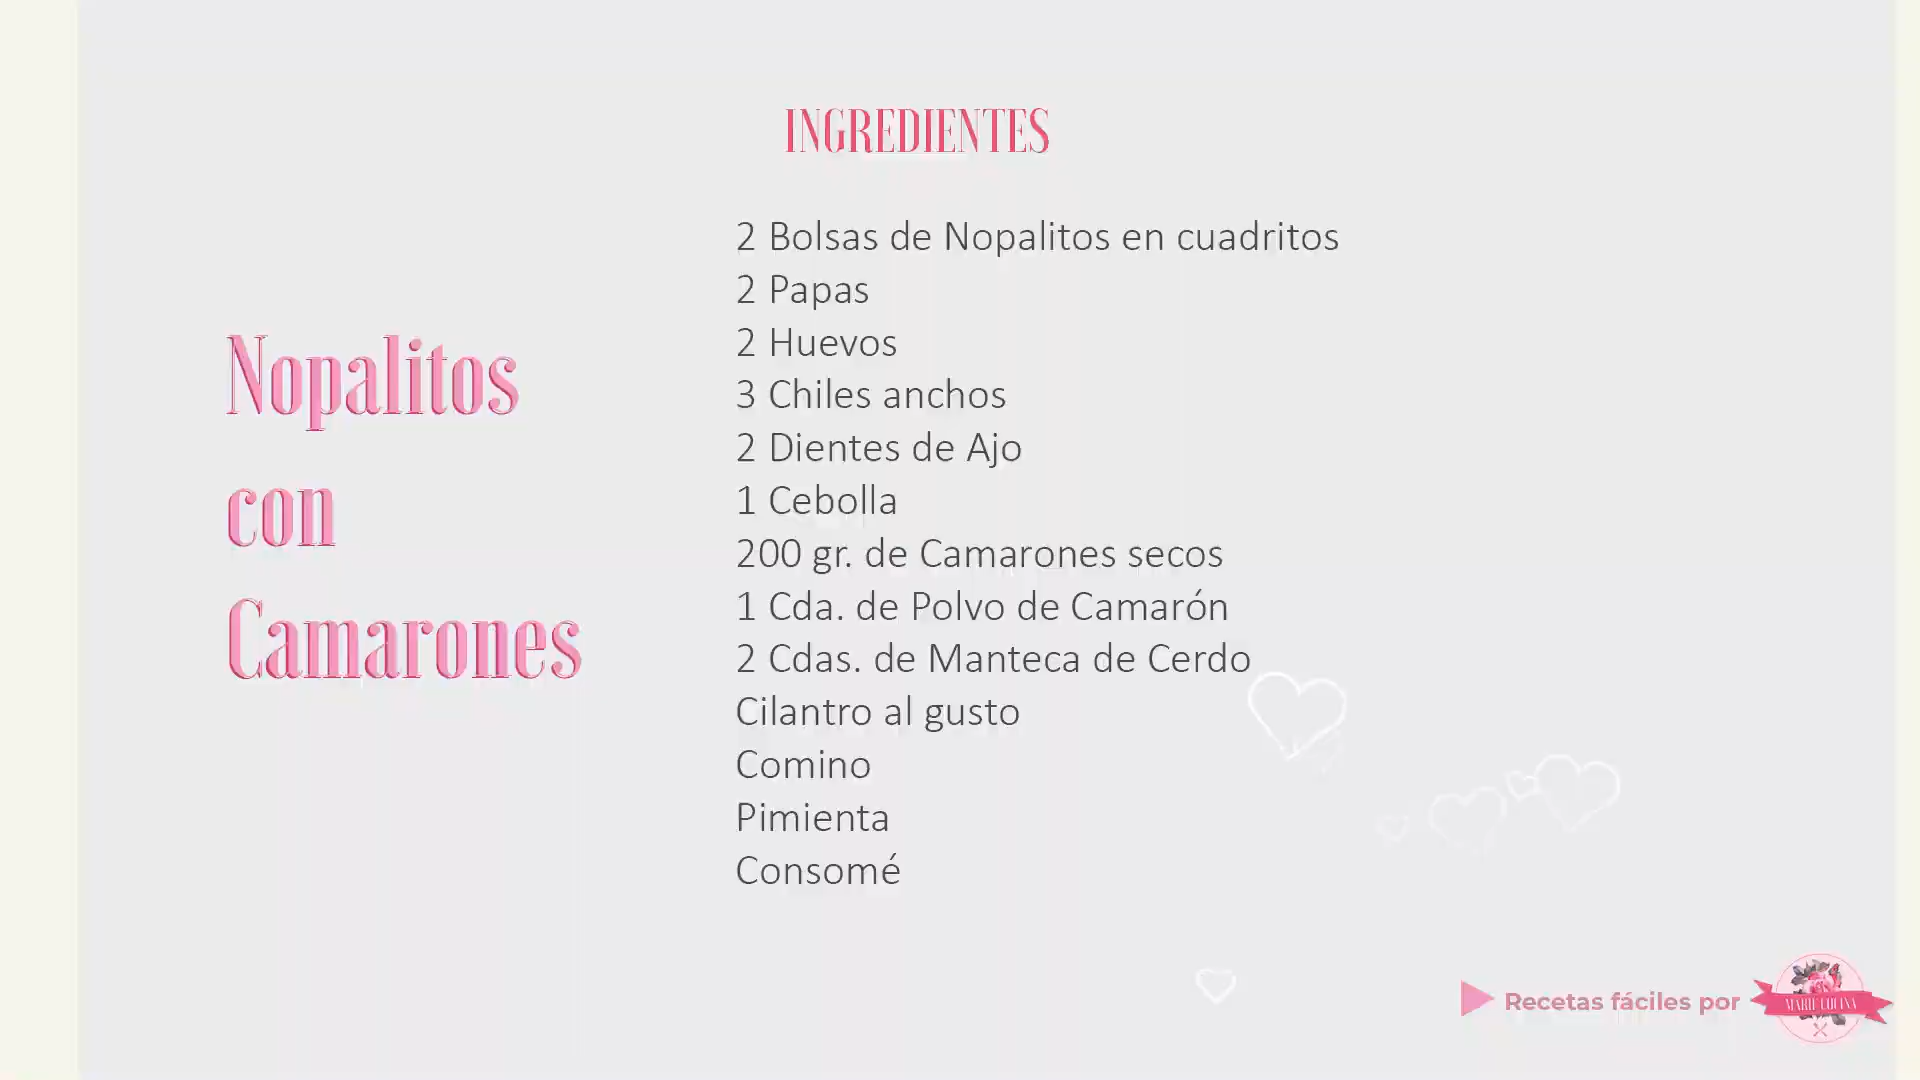 INGREDIENTES
Nopalitos
con
Camarones
2 Bolsas de Nopalitos en cuadritos
2 Papas
2 Huevos
3 Chiles anchos
2 Dientes de Ajo
1 Cebolla
200 gr. de Camarones secos
1 Cda. de Polvo de Camarón
2 Cdas. de Manteca de Cerdo
Cilantro al gusto
Comino
Pimienta
Consomé
Recetas fáciles por
MARIE COCINA